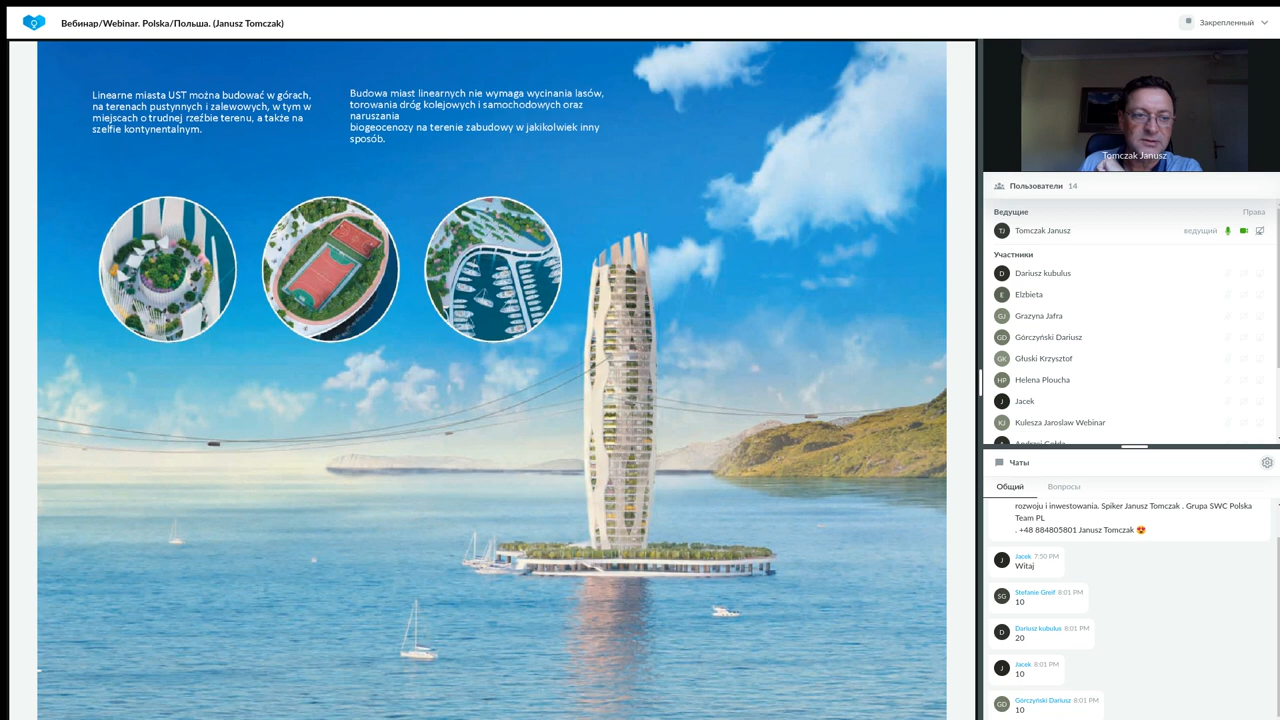 Вебинар/Webinar. Polska/Польша. (Janusz Tomczak)
Закрепленный
Linearne miasta UST można budować w górach,
na terenach pustynnych i zalewowych, w tym w
miejscach o trudnej rzeźbie terenu, a także na
szelfie kontynentalnym.
Budowa miast linearnych nie wymaga wycinania lasów,
torowania dróg kolejowych i samochodowych oraz
naruszania
biogeocenozy na terenie zabudowy w jakikolwiek inny
sposób.
Tomczak Janusz
Пользователи 14
Ведущие Права
TJ Tomczak Janusz ведущий
Участники
D Dariusz kubulus
E Elzbieta
GJ Grazyna Jafra
GD Górczyński Dariusz
GK Głuski Krzysztof
HP Helena Ploucha
J Jacek
KJ Kulesza Jaroslaw Webinar
Чаты
Общий Вопросы
rozwoju i inwestowania. Spiker Janusz Tomczak . Grupa SWC Polska
Team PL
. +48 884805801 Janusz Tomczak 😍
J Jacek 7:50 PM
Witaj
SG Stefanie Greif 8:01 PM
10
D Dariusz kubulus 8:01 PM
20
J Jacek 8:01 PM
10
GD Górczyński Dariusz 8:01 PM
10